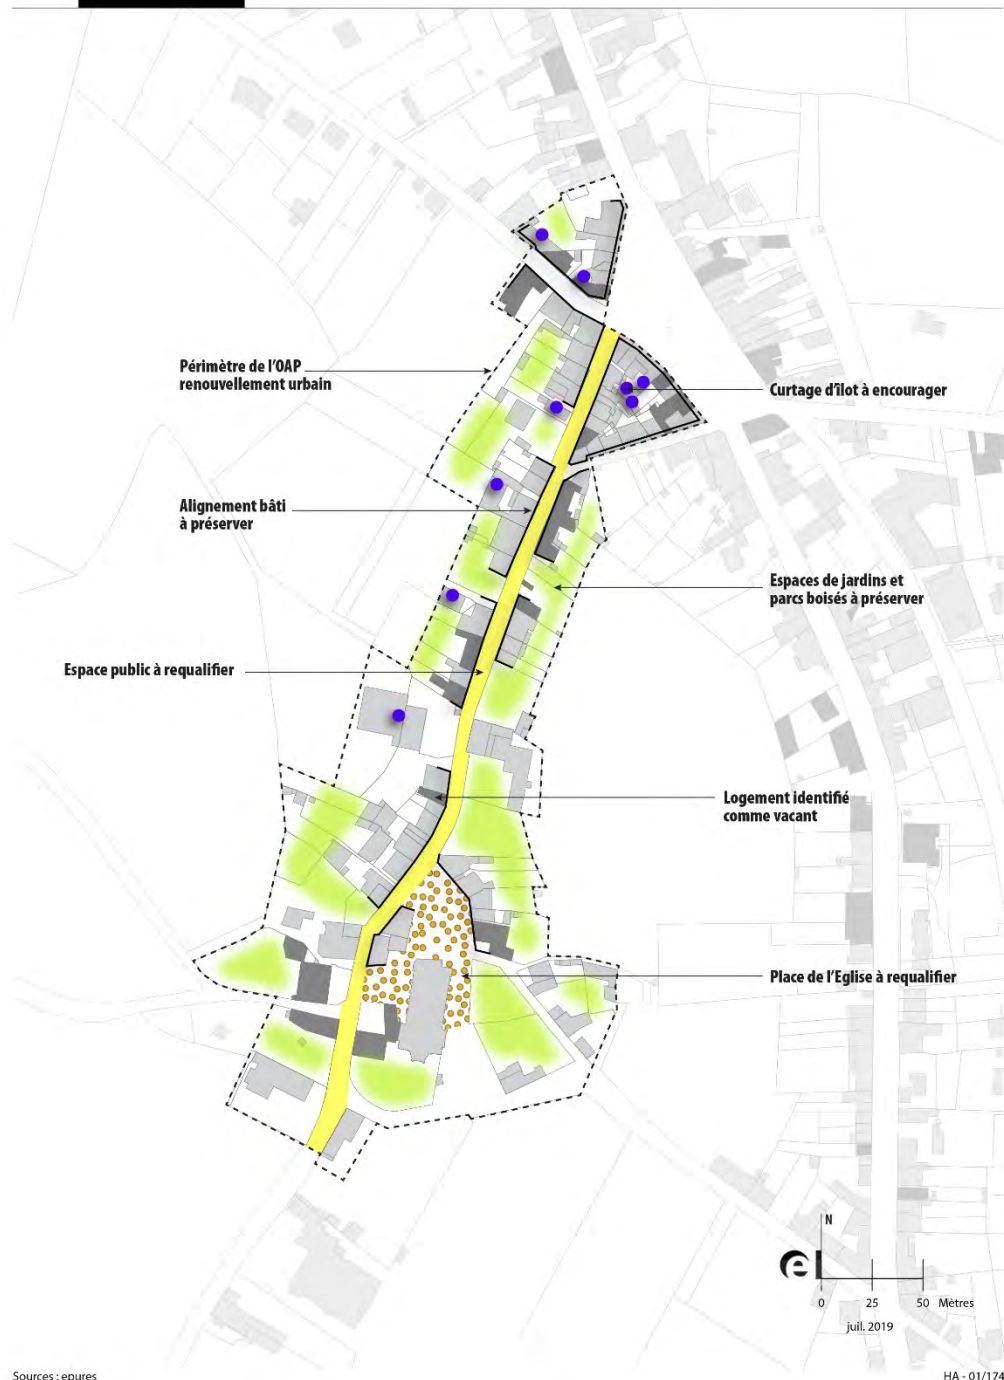 Périmètre de l'OAP
renouvellement urbain
Curtage d'îlot à encourager
Alignement bâti
à préserver
Espaces de jardins et
parcs boisés à préserver
Espace public à requalifier
Logement identifié
comme vacant
Place de l'Eglise à requalifier
N
e
0 25 50 Mètres
juil. 2019
Sources : epures
HA - 01/174